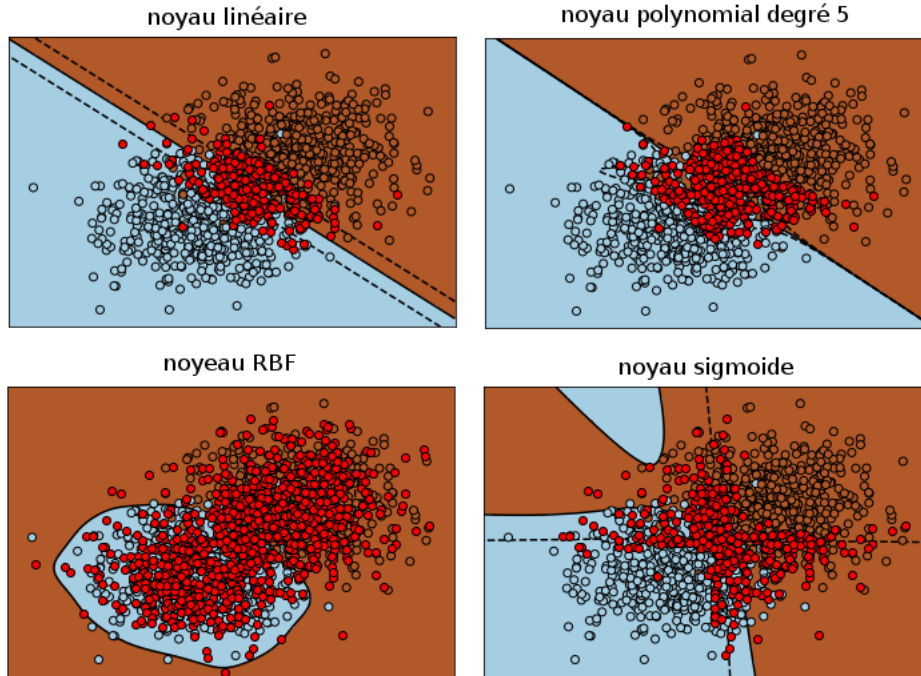 noyau linéaire
noyau polynomial degré 5
noyeau RBF
noyau sigmoide